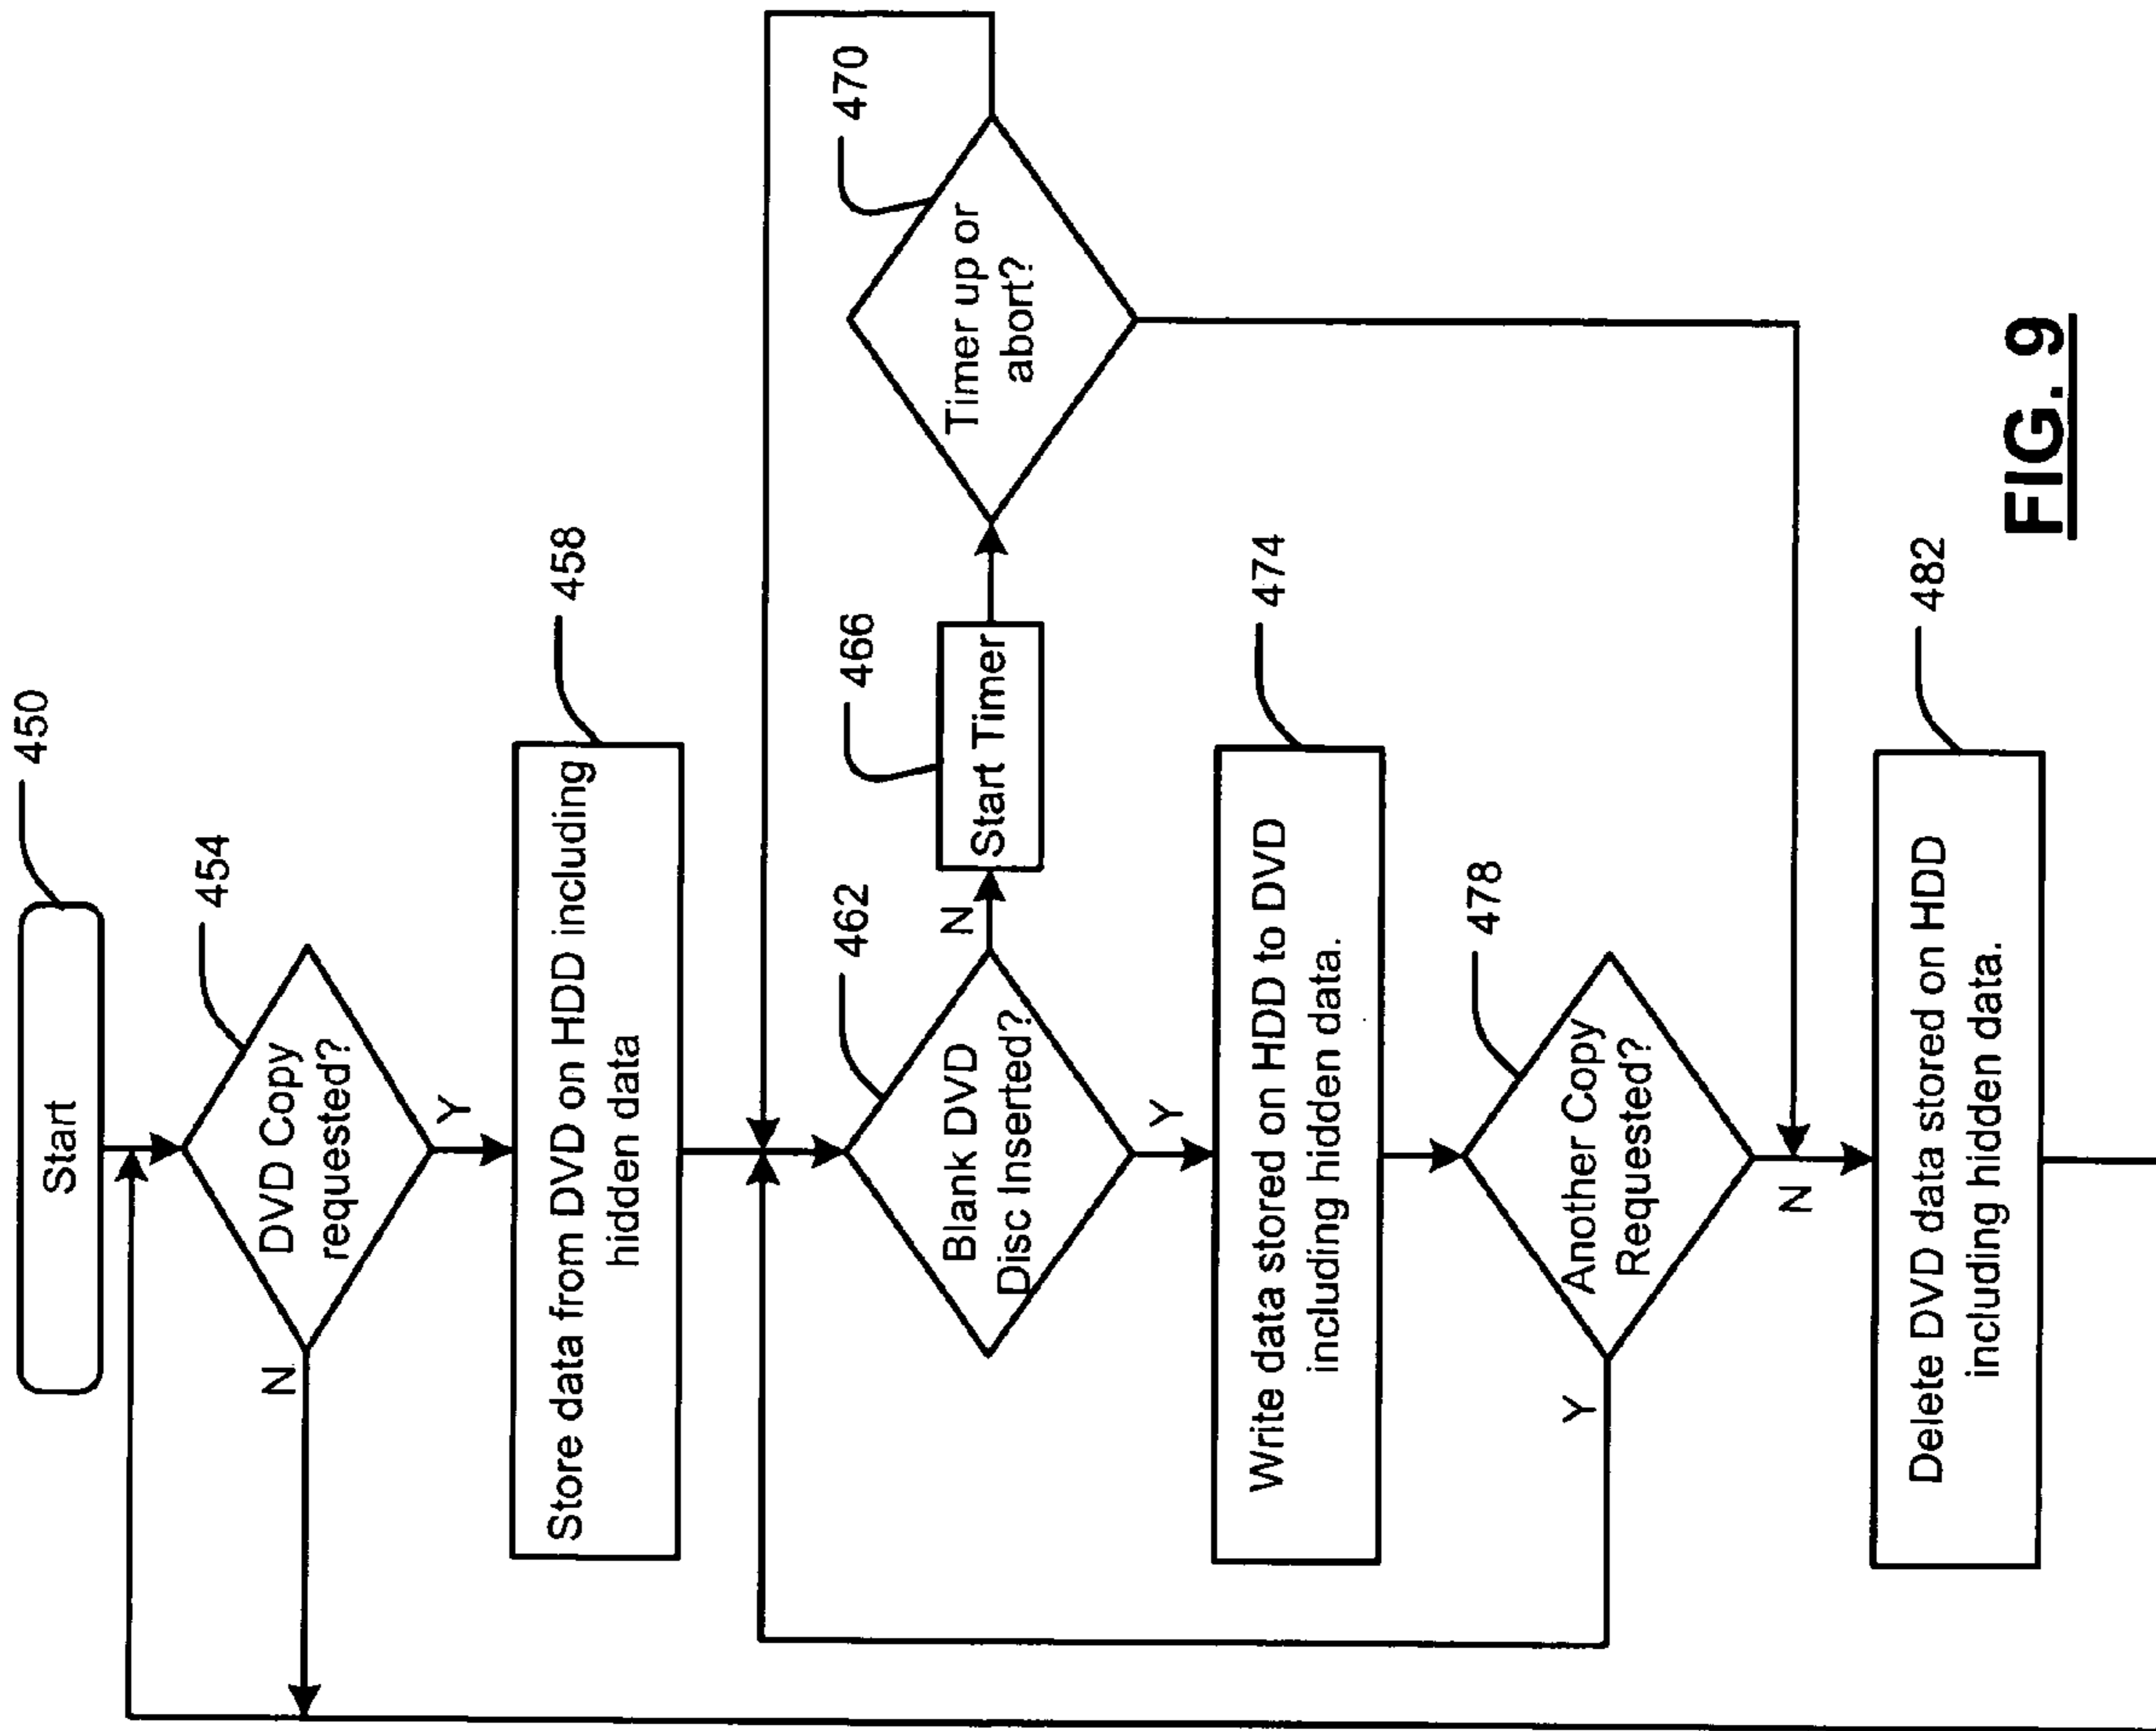 450
Start
454
DVD Copy
requested?
N
Y
458
Store data from DVD on HDD including
hidden data
462
Blank DVD
Disc Inserted?
N
Y
466
Start Timer
470
Timer up or
abort?
474
Write data stored on HDD to DVD
including hidden data.
478
Another Copy
Requested?
Y
N
482
Delete DVD data stored on HDD
including hidden data.
FIG. 9